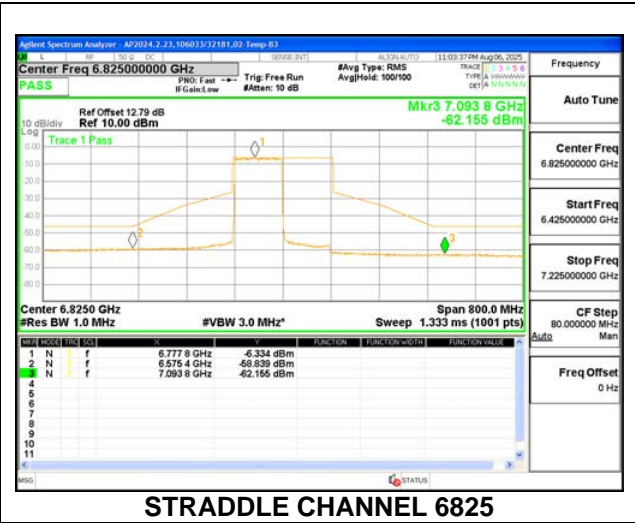 Agilent Spectrum Analyzer - AP2024.2.23,106033/32181,02-Temp-B3
L RF 50 Ω DC SENSE:INT ALIGN AUTO 11:03:37 PM Aug 06, 2025
Center Freq 6.825000000 GHz
PASS
PNO: Fast
IFGain:Low
Trig: Free Run
#Atten: 10 dB
#Avg Type: RMS
Avg|Hold: 100/100
TRACE 1 2 3 4 5 6
TYPE A
DET A N N N N N
Mkr3 7.093 8 GHz
-62.155 dBm
Ref Offset 12.79 dB
Ref 10.00 dBm
10 dB/div
Log
Trace 1 Pass
0.00
-10.0
-20.0
-30.0
-40.0
-50.0
-60.0
-70.0
-80.0
1
2
3
Center 6.8250 GHz
Span 800.0 MHz
#Res BW 1.0 MHz
#VBW 3.0 MHz*
Sweep 1.333 ms (1001 pts)
MKR MODE TRC SCL X Y FUNCTION FUNCTION WIDTH FUNCTION VALUE
1 N 1 f 6.777 8 GHz -6.334 dBm
2 N 1 f 6.575 4 GHz -58.839 dBm
3 N 1 f 7.093 8 GHz -62.155 dBm
4
5
6
7
8
9
10
11
MSG
STATUS
Frequency
Auto Tune
Center Freq
6.825000000 GHz
Start Freq
6.425000000 GHz
Stop Freq
7.225000000 GHz
CF Step
80.000000 MHz
Auto Man
Freq Offset
0 Hz
STRADDLE CHANNEL 6825